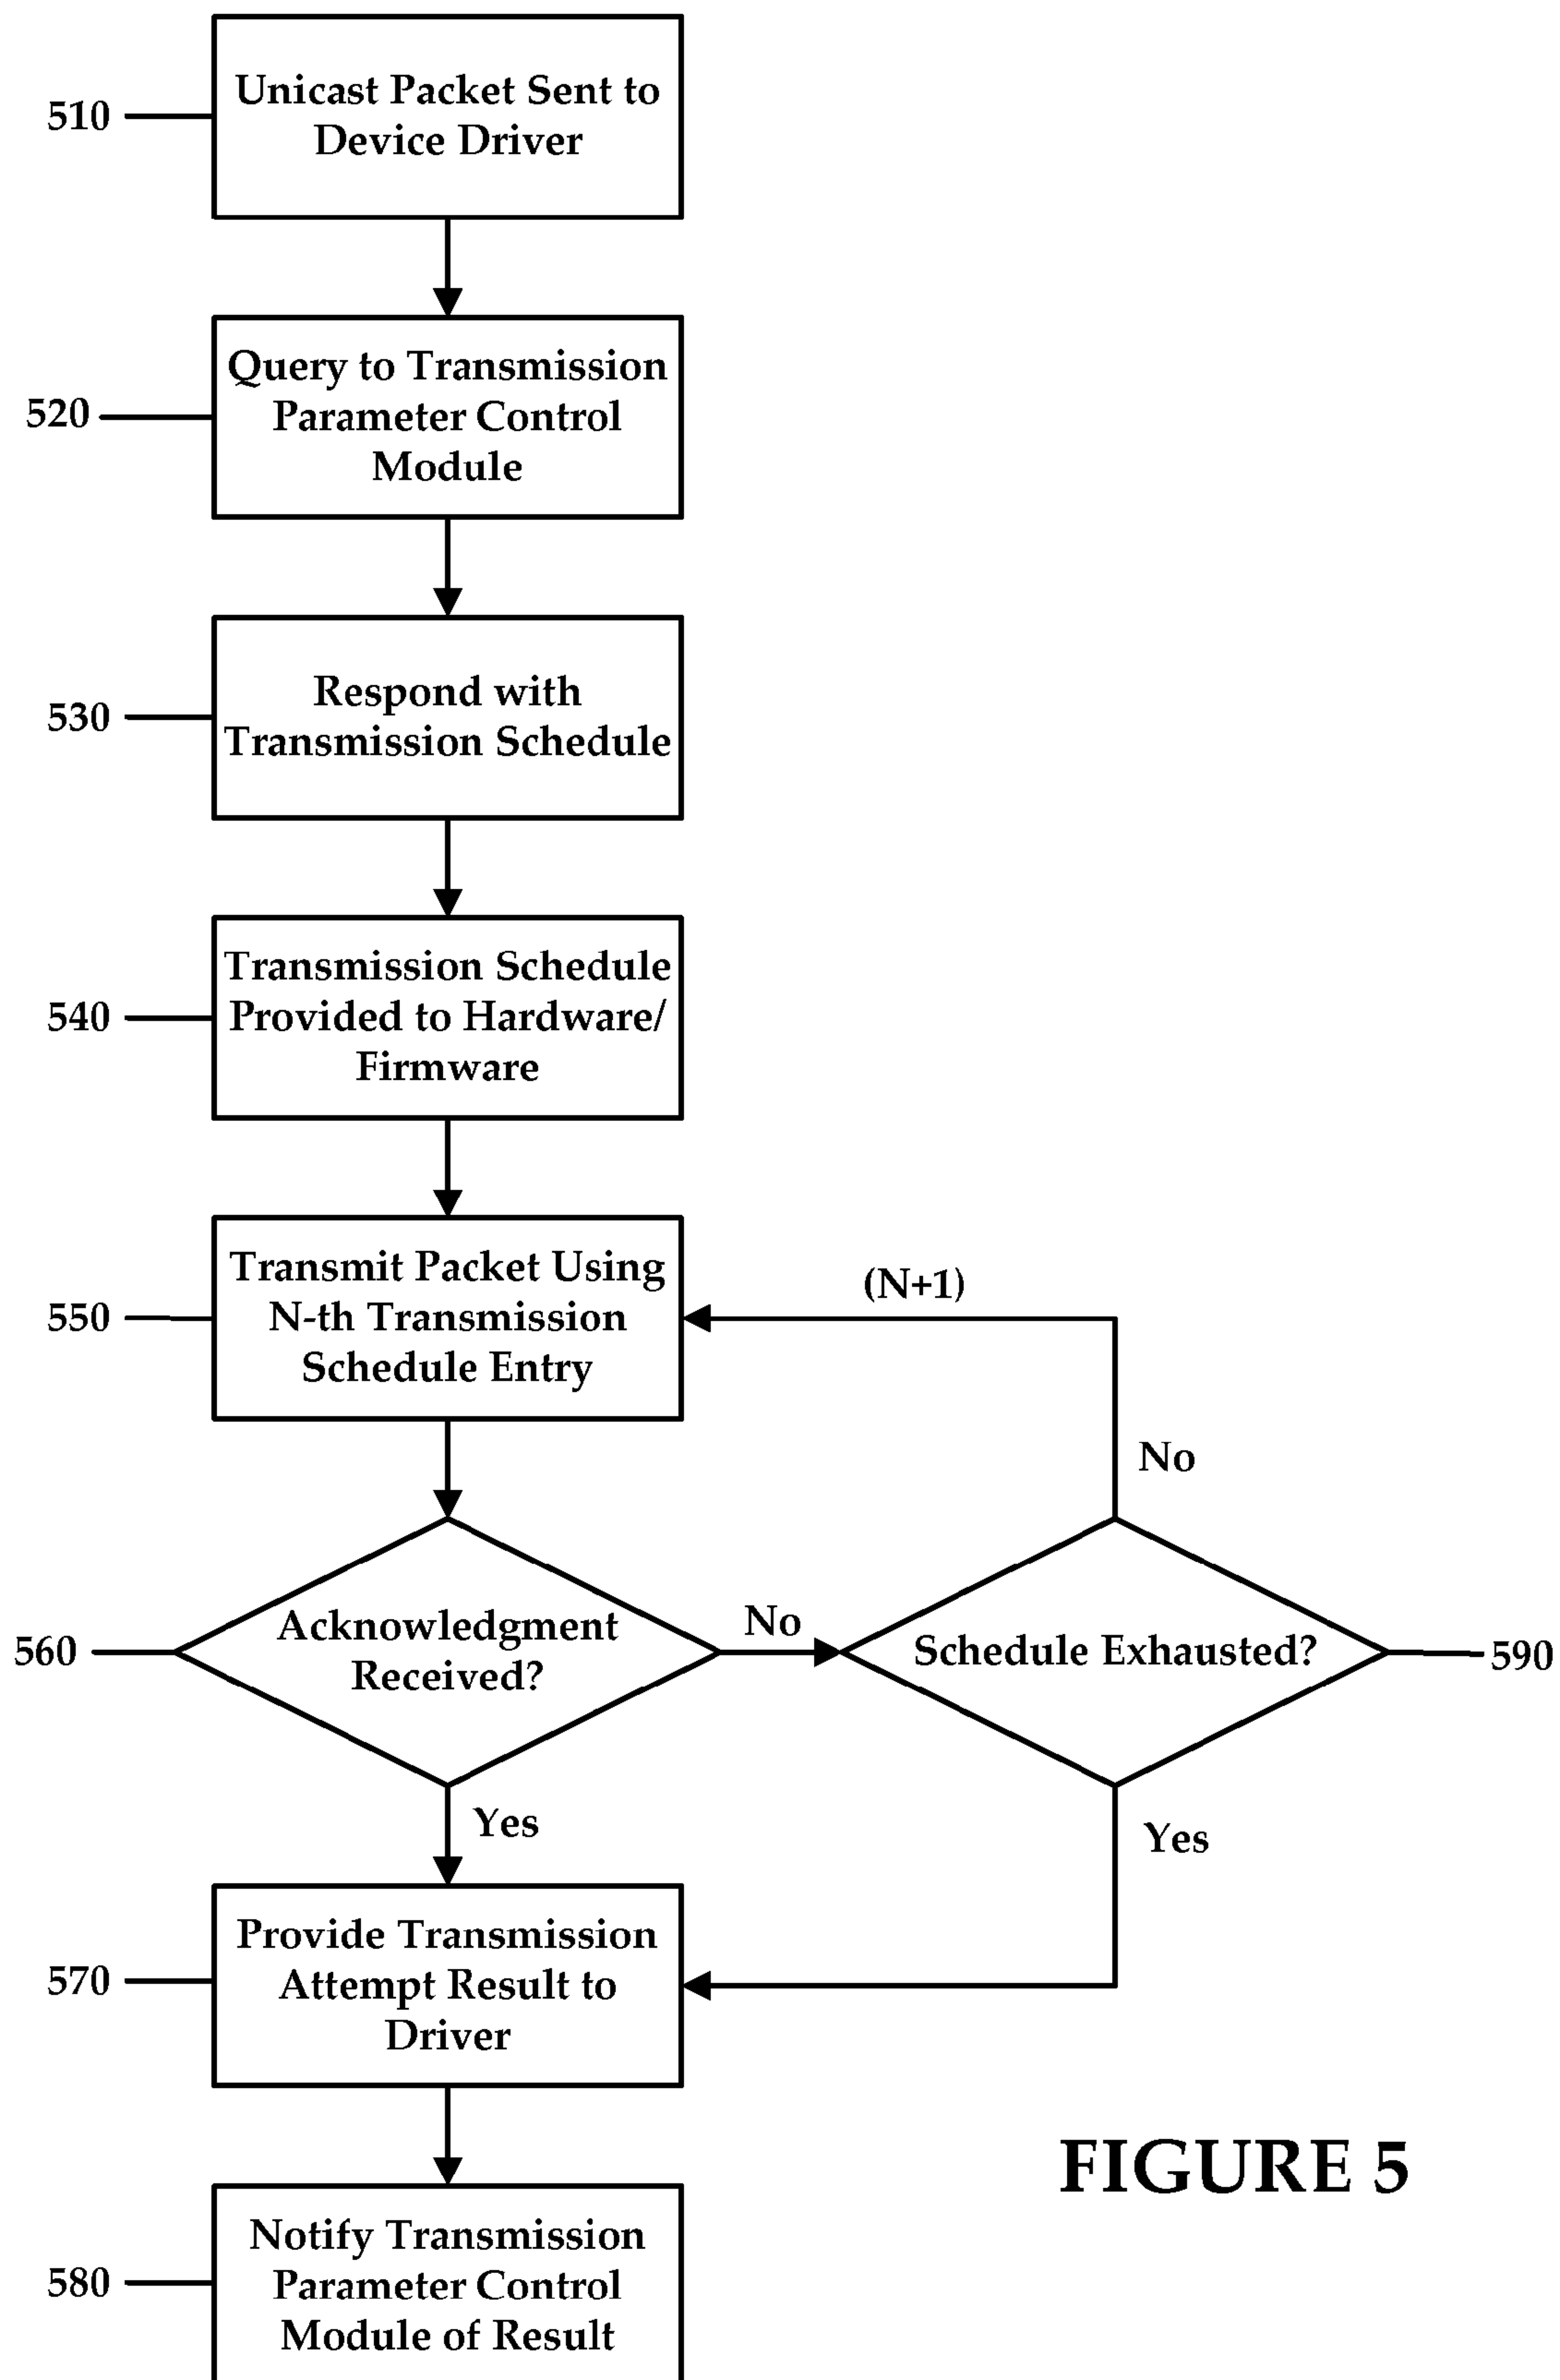 510
Unicast Packet Sent to
Device Driver
520
Query to Transmission
Parameter Control
Module
530
Respond with
Transmission Schedule
540
Transmission Schedule
Provided to Hardware/
Firmware
550
Transmit Packet Using
N-th Transmission
Schedule Entry
(N+1)
No
560
Acknowledgment
Received?
No
Schedule Exhausted?
590
Yes
Yes
570
Provide Transmission
Attempt Result to
Driver
FIGURE 5
580
Notify Transmission
Parameter Control
Module of Result